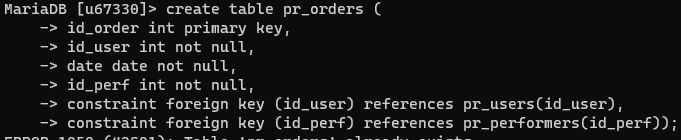 MariaDB [u67330]> create table pr_orders (
-> id_order int primary key,
-> id_user int not null,
-> date date not null,
-> id_perf int not null,
-> constraint foreign key (id_user) references pr_users(id_user),
-> constraint foreign key (id_perf) references pr_performers(id_perf));